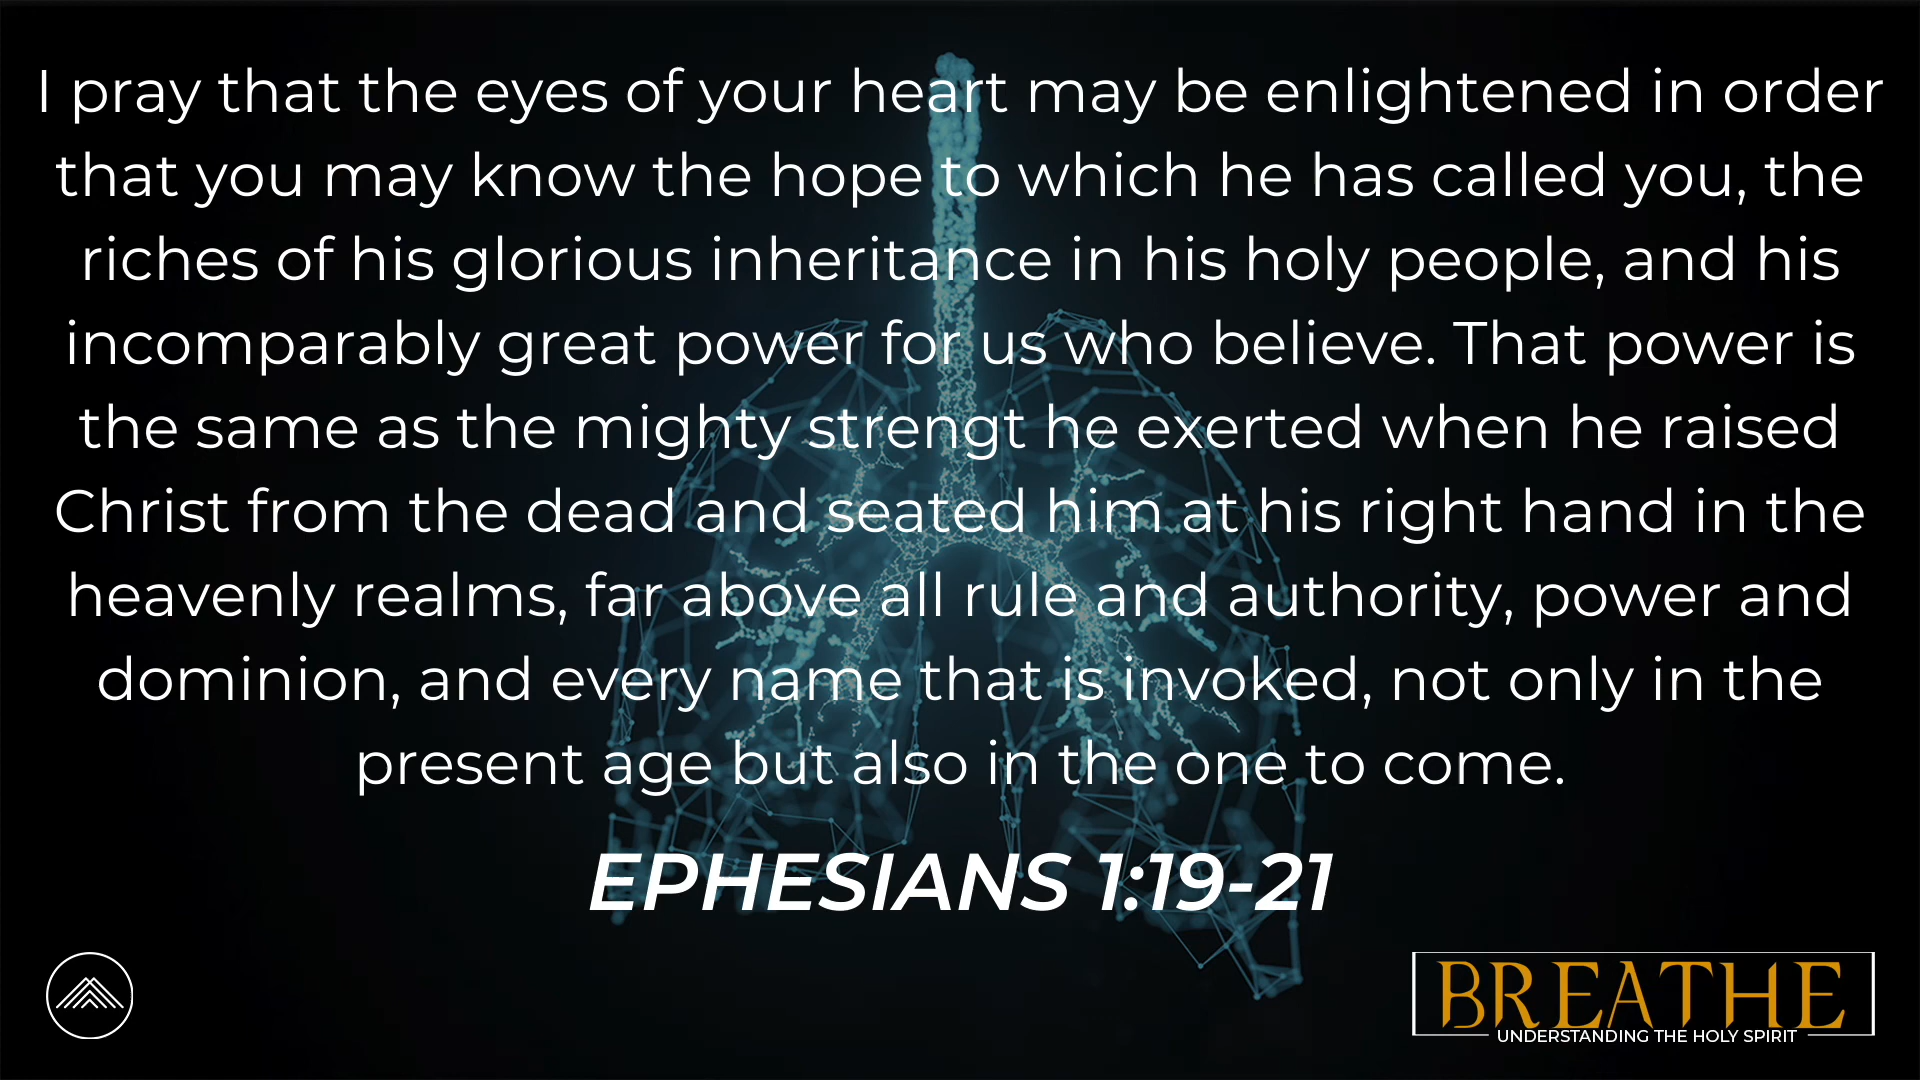 I pray that the eyes of your heart may be enlightened in order
that you may know the hope to which he has called you, the
riches of his glorious inheritance in his holy people, and his
incomparably great power for us who believe. That power is
the same as the mighty strengt he exerted when he raised
Christ from the dead and seated him at his right hand in the
heavenly realms, far above all rule and authority, power and
dominion, and every name that is invoked, not only in the
present age but also in the one to come.
EPHESIANS 1:19-21
BREATHE
UNDERSTANDING THE HOLY SPIRIT